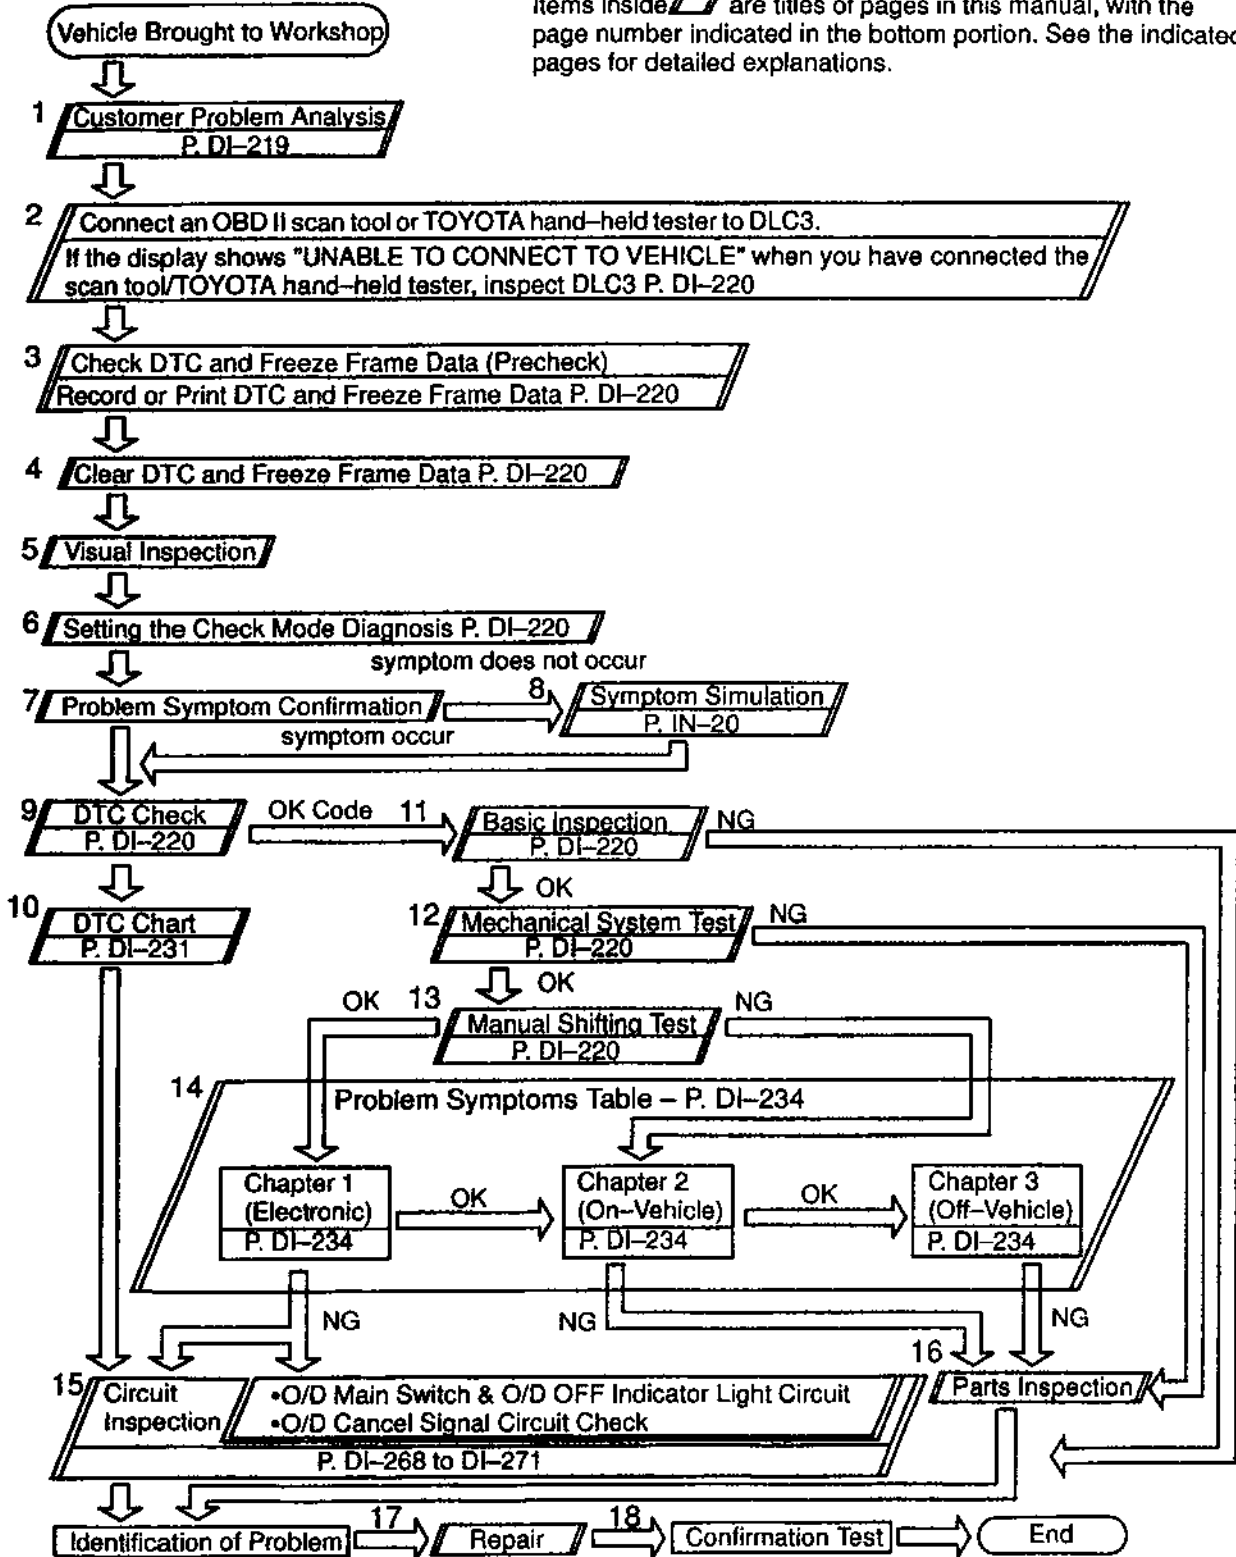 Items inside are titles of pages in this manual, with the
page number indicated in the bottom portion. See the indicated
pages for detailed explanations.
Vehicle Brought to Workshop
1
Customer Problem Analysis
P. DI–219
2
Connect an OBD II scan tool or TOYOTA hand–held tester to DLC3.
If the display shows "UNABLE TO CONNECT TO VEHICLE" when you have connected the
scan tool/TOYOTA hand–held tester, inspect DLC3 P. DI–220
3
Check DTC and Freeze Frame Data (Precheck)
Record or Print DTC and Freeze Frame Data P. DI–220
4
Clear DTC and Freeze Frame Data P. DI–220
5
Visual Inspection
6
Setting the Check Mode Diagnosis P. DI–220
symptom does not occur
7
Problem Symptom Confirmation
8
Symptom Simulation
P. IN–20
symptom occur
9
DTC Check
P. DI–220
OK Code
11
Basic Inspection
P. DI–220
NG
OK
10
DTC Chart
P. DI–231
12
Mechanical System Test
P. DI–220
NG
OK
OK
13
Manual Shifting Test
P. DI–220
NG
14
Problem Symptoms Table – P. DI–234
Chapter 1
(Electronic)
P. DI–234
OK
Chapter 2
(On–Vehicle)
P. DI–234
OK
Chapter 3
(Off–Vehicle)
P. DI–234
NG
NG
NG
15
Circuit
Inspection
•O/D Main Switch & O/D OFF Indicator Light Circuit
•O/D Cancel Signal Circuit Check
P. DI–268 to DI–271
16
Parts Inspection
Identification of Problem
17
Repair
18
Confirmation Test
End